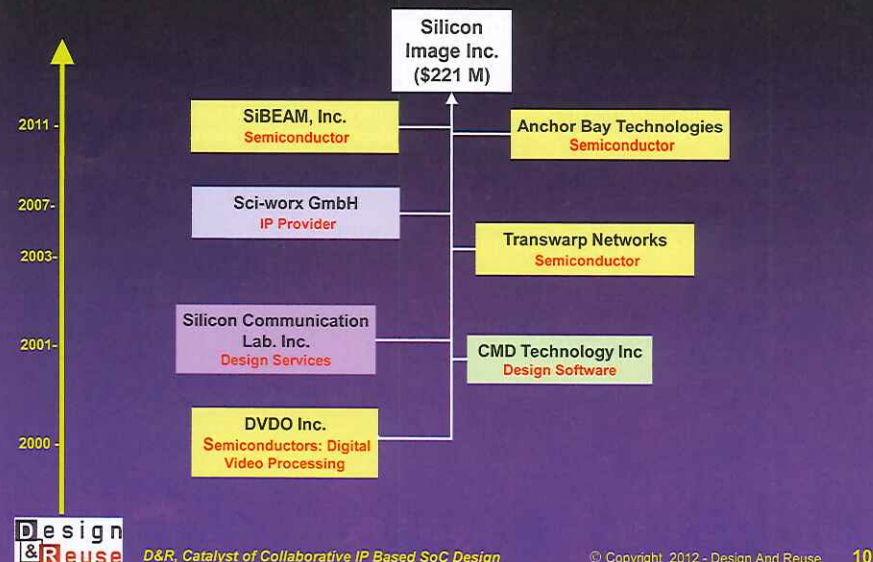 Silicon
Image Inc.
($221 M)
2011 -
SiBEAM, Inc.
Semiconductor
Anchor Bay Technologies
Semiconductor
2007-
Sci-worx GmbH
IP Provider
2003-
Transwarp Networks
Semiconductor
2001-
Silicon Communication
Lab. Inc.
Design Services
CMD Technology Inc
Design Software
2000 -
DVDO Inc.
Semiconductors: Digital
Video Processing
Design
&Reuse
D&R, Catalyst of Collaborative IP Based SoC Design
© Copyright 2012 - Design And Reuse
10